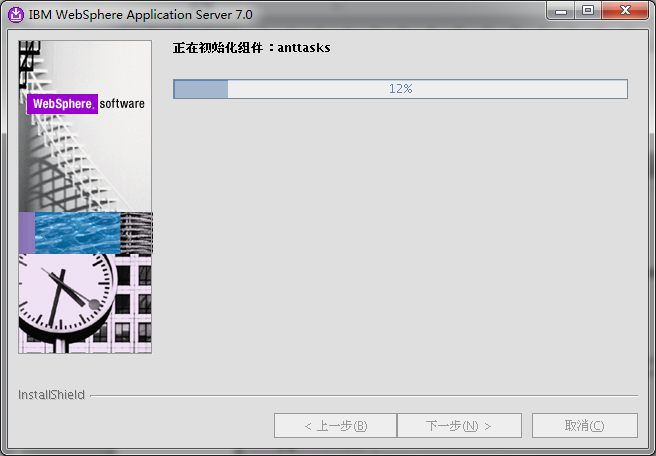 IBM WebSphere Application Server 7.0
正在初始化组件：anttasks
12%
WebSphere. software
InstallShield
< 上一步(B)
下一步(N) >
取消(C)